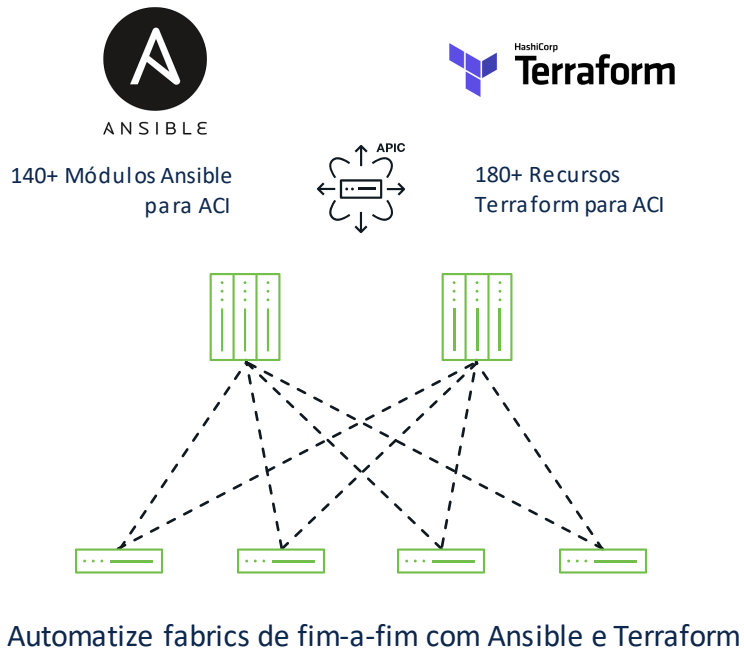 ANSIBLE
HashiCorp
Terraform
140+ Módulos Ansible
para ACI
APIC
180+ Recursos
Terraform para ACI
Automatize fabrics de fim-a-fim com Ansible e Terraform